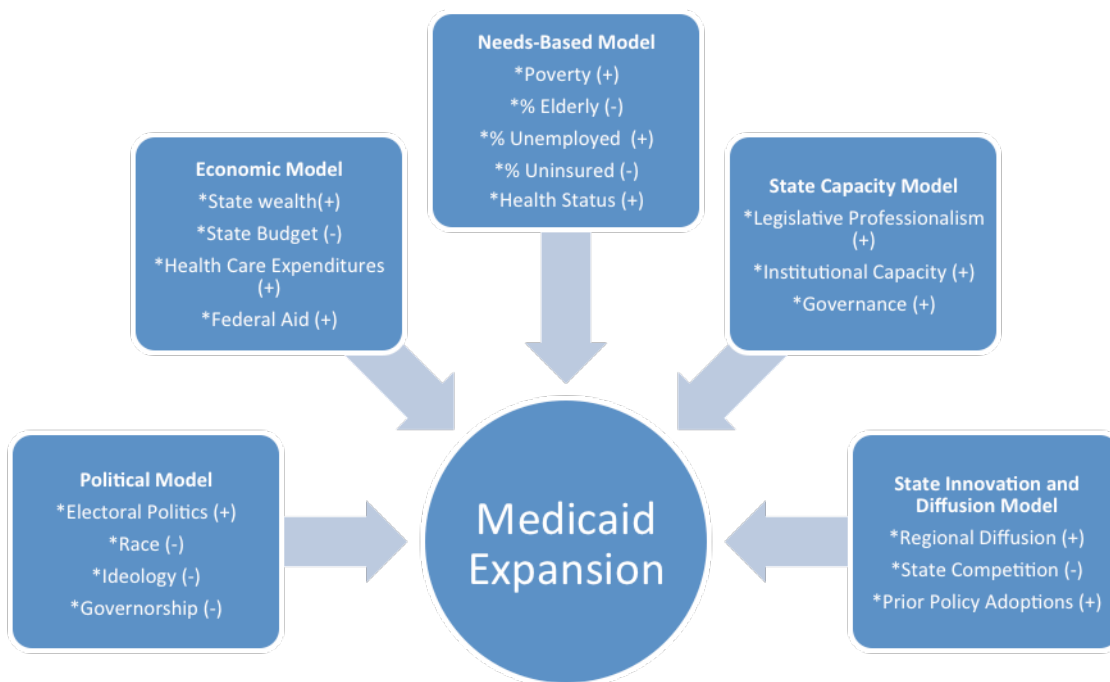 Needs-Based Model
*Poverty (+)
*% Elderly (-)
*% Unemployed (+)
*% Uninsured (-)
*Health Status (+)
Economic Model
*State wealth(+)
*State Budget (-)
*Health Care Expenditures
(+)
*Federal Aid (+)
State Capacity Model
*Legislative Professionalism
(+)
*Institutional Capacity (+)
*Governance (+)
Political Model
*Electoral Politics (+)
*Race (-)
*Ideology (-)
*Governorship (-)
Medicaid
Expansion
State Innovation and
Diffusion Model
*Regional Diffusion (+)
*State Competition (-)
*Prior Policy Adoptions (+)